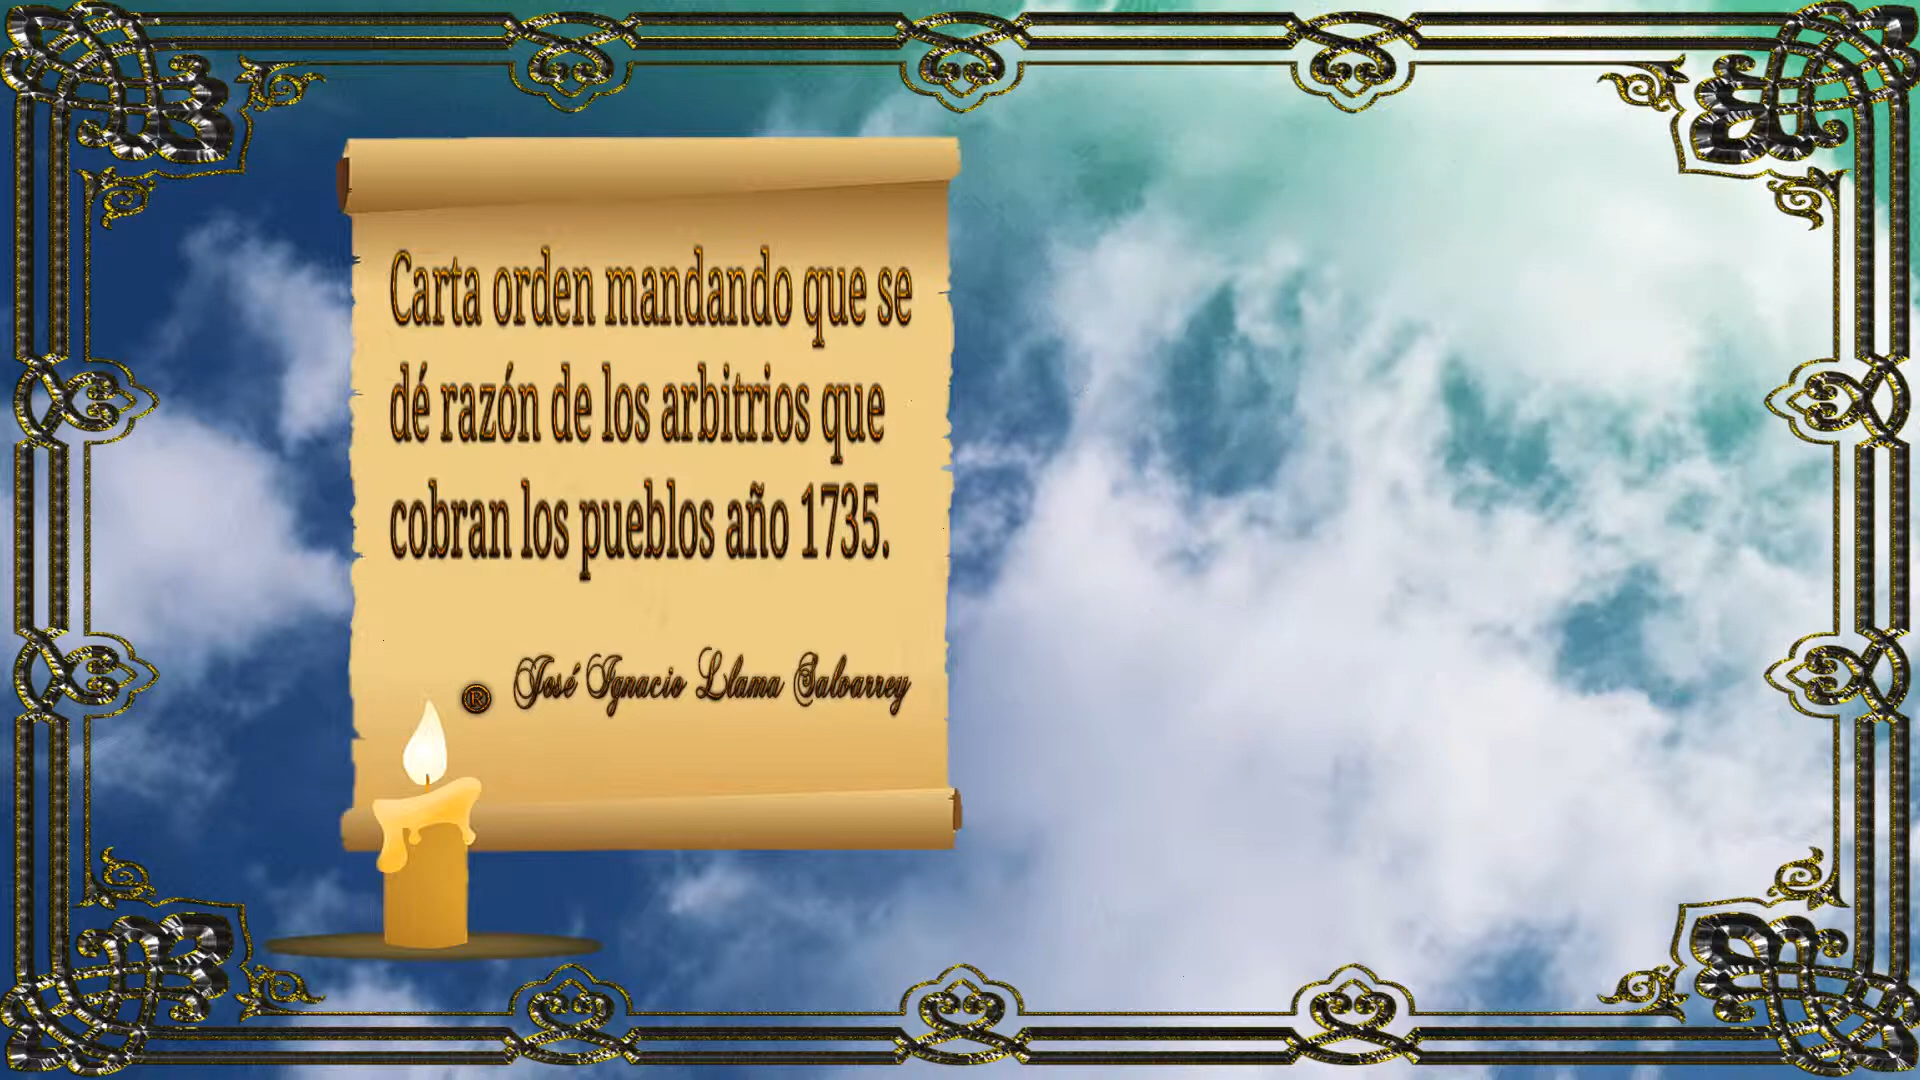 Carta orden mandando que se
dé razón de los arbitrios que
cobran los pueblos año 1735.
® José Ignacio Llama Salvarrey